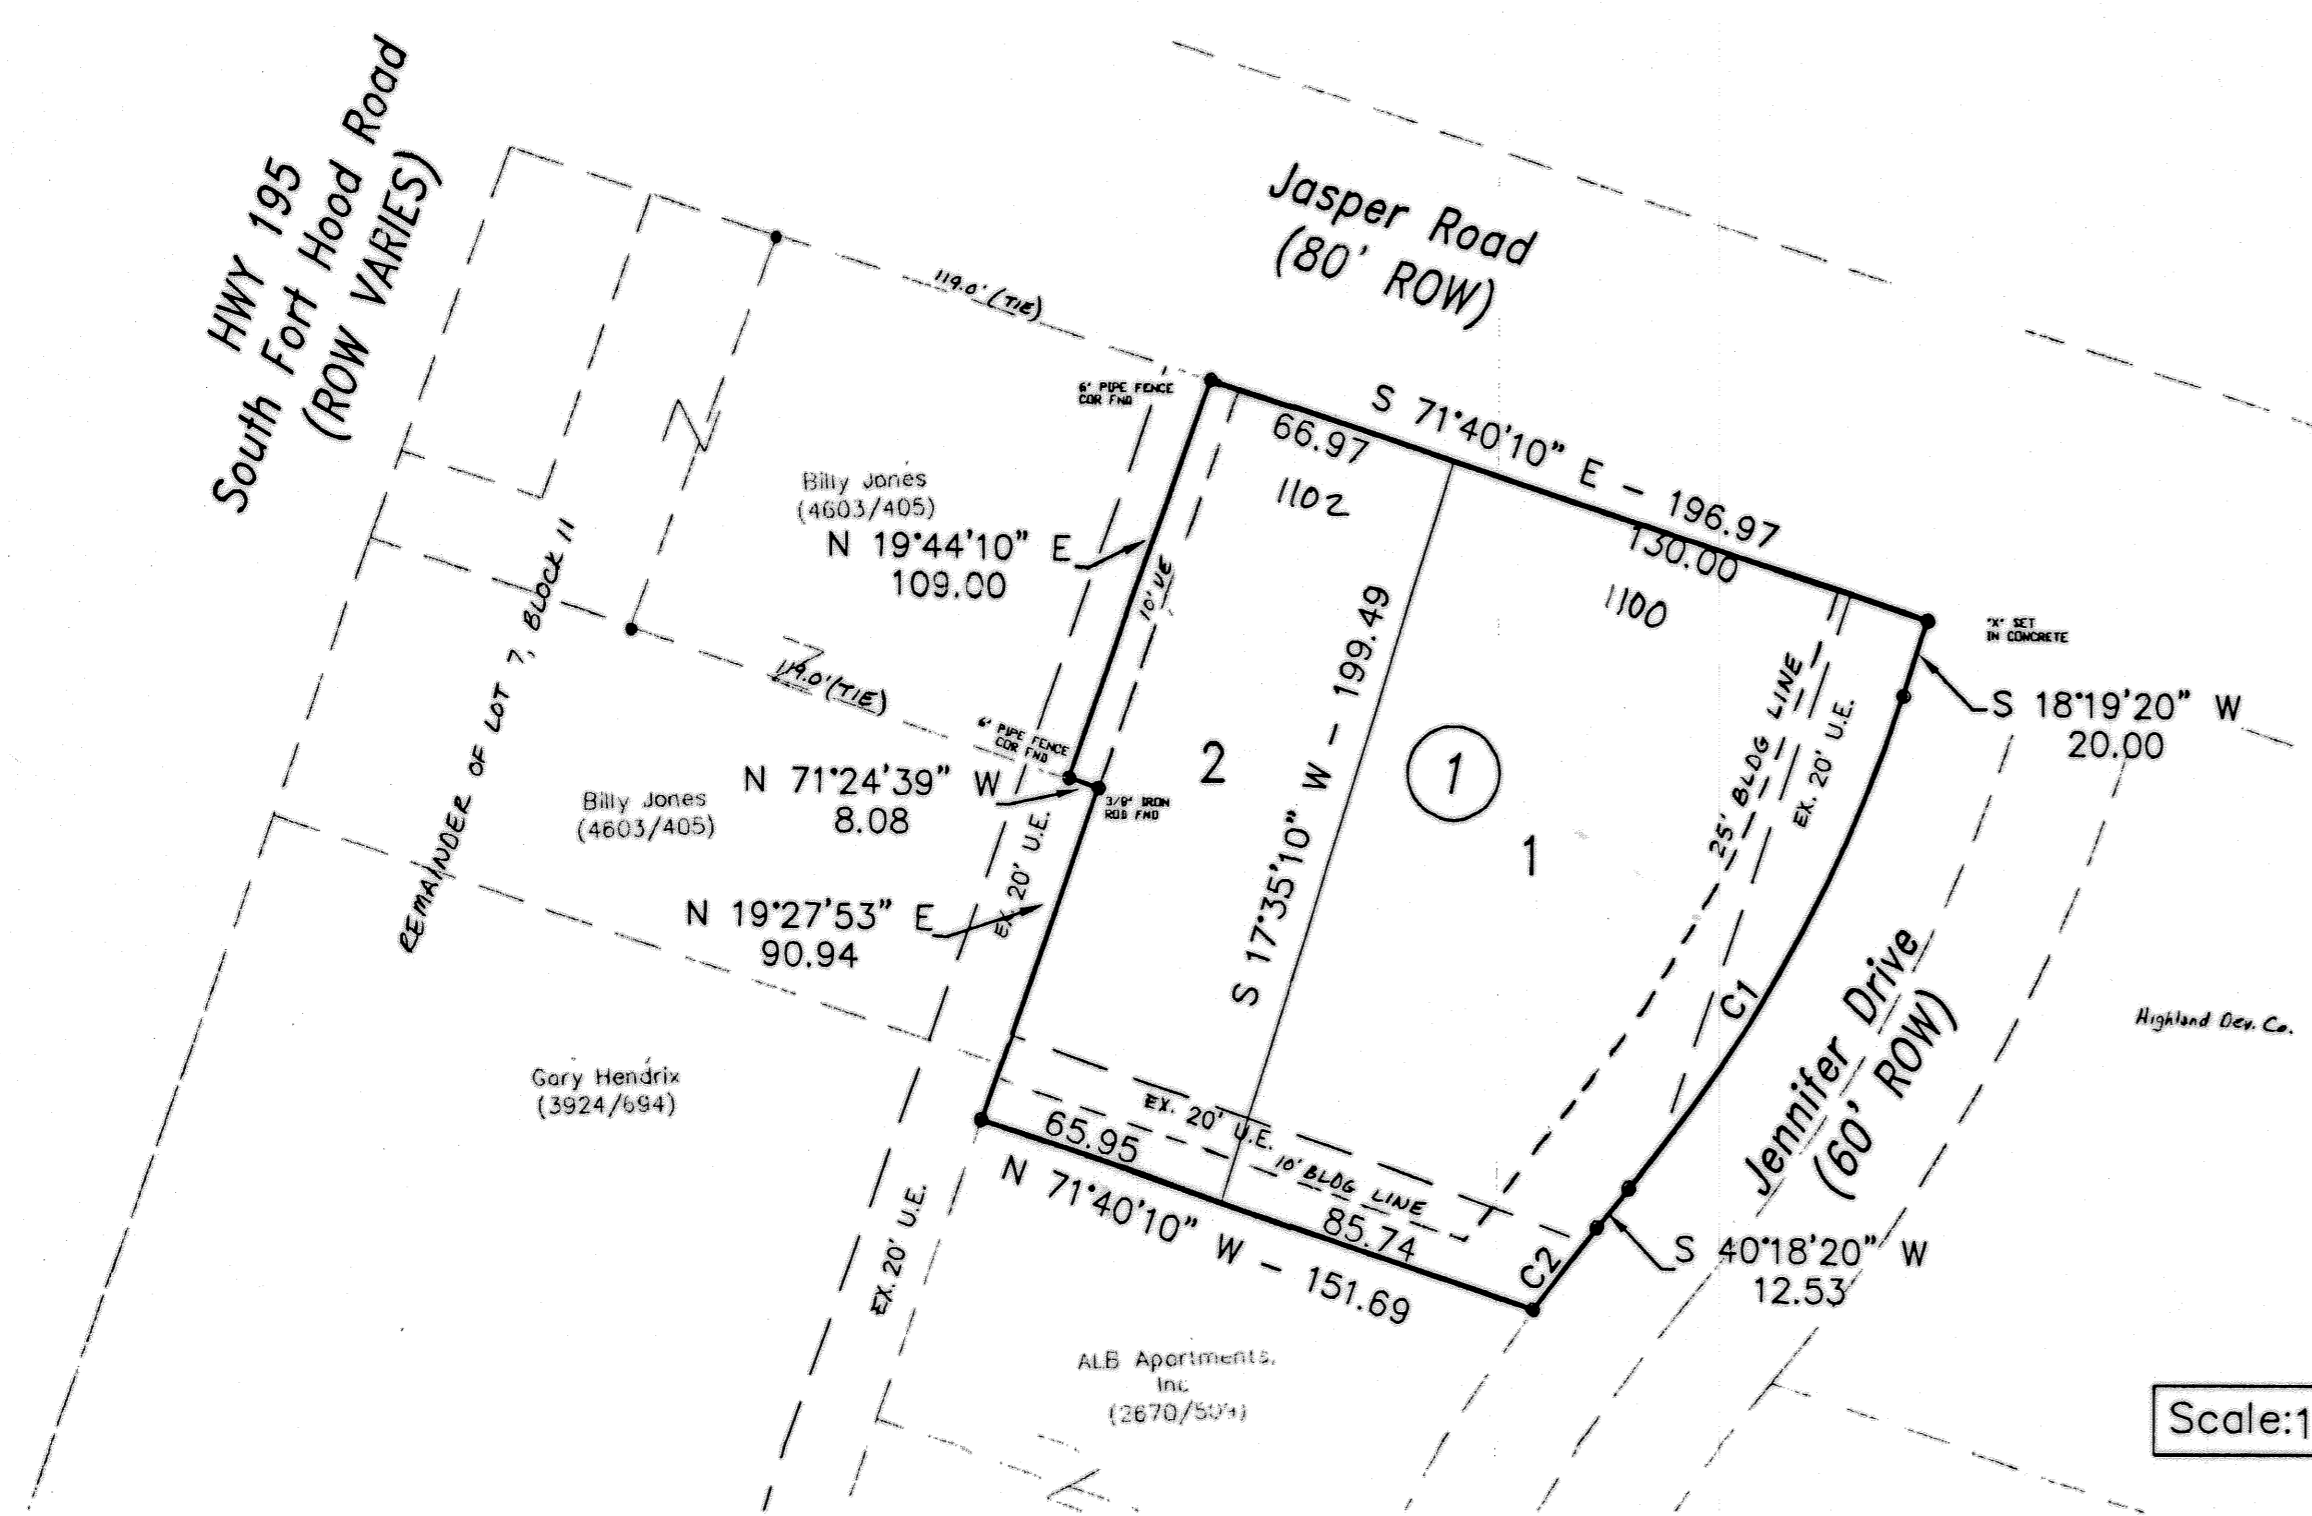 HWY 195
South Fort Hood Road
(ROW VARIES)
Jasper Road
(80' ROW)
119.0' (TIE)
6" PIPE FENCE
COR FND
S 71°40'10" E - 196.97
66.97
1102
130.00
1100
Billy Jones
(4603/405)
N 19°44'10" E
109.00
10' UE
"X" SET
IN CONCRETE
S 18°19'20" W
20.00
REMAINDER OF LOT 7, BLOCK 11
119.0' (TIE)
6" PIPE FENCE
COR FND
N 71°24'39" W
8.08
3/8" IRON
ROD FND
2
S 17°35'10" W - 199.49
1
1
25' BLDG LINE
EX. 20' U.E.
Billy Jones
(4603/405)
EX. 20' U.E.
N 19°27'53" E
90.94
C1
Jennifer Drive
(60' ROW)
Highland Dev. Co.
Gary Hendrix
(3924/694)
EX. 20' U.E.
65.95
10' BLDG LINE
85.74
N 71°40'10" W - 151.69
C2
S 40°18'20" W
12.53
EX. 20' U.E.
ALB Apartments,
Inc
(2670/509)
Scale:1